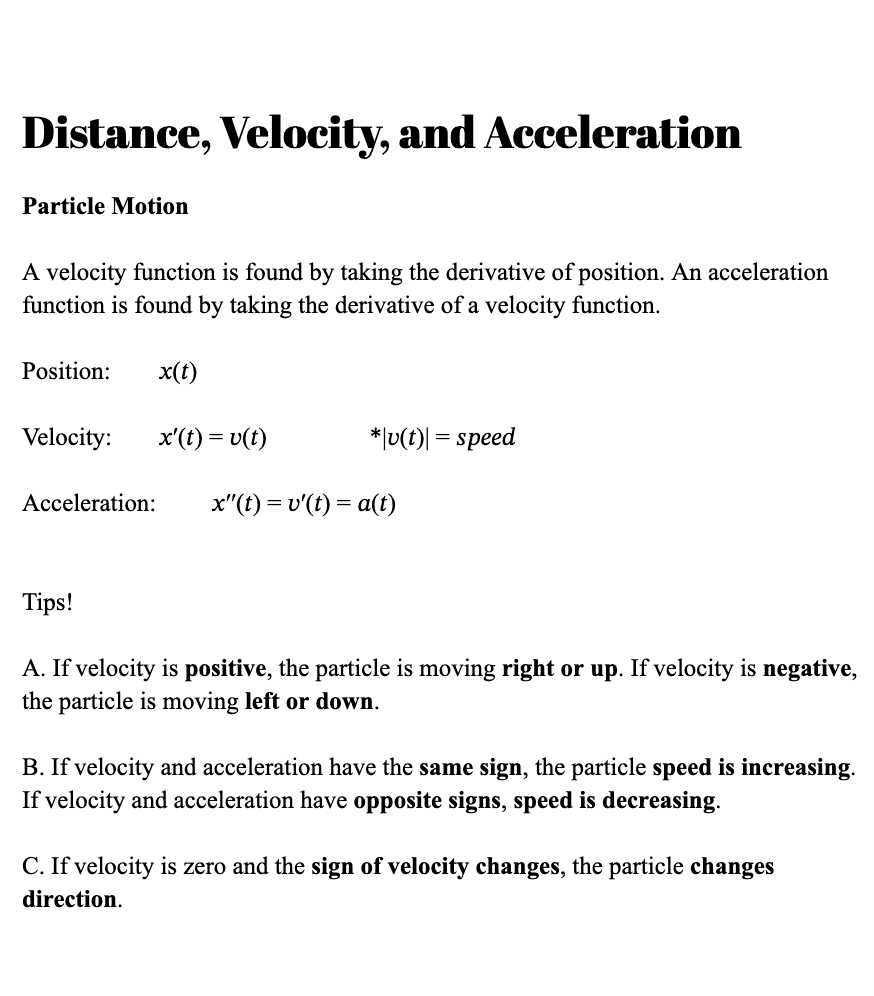 Distance, Velocity, and Acceleration
Particle Motion
A velocity function is found by taking the derivative of position. An acceleration
function is found by taking the derivative of a velocity function.
Position: x(t)
Velocity: x′(t) = v(t) *|v(t)| = speed
Acceleration: x″(t) = v′(t) = a(t)
Tips!
A. If velocity is positive, the particle is moving right or up. If velocity is negative,
the particle is moving left or down.
B. If velocity and acceleration have the same sign, the particle speed is increasing.
If velocity and acceleration have opposite signs, speed is decreasing.
C. If velocity is zero and the sign of velocity changes, the particle changes
direction.